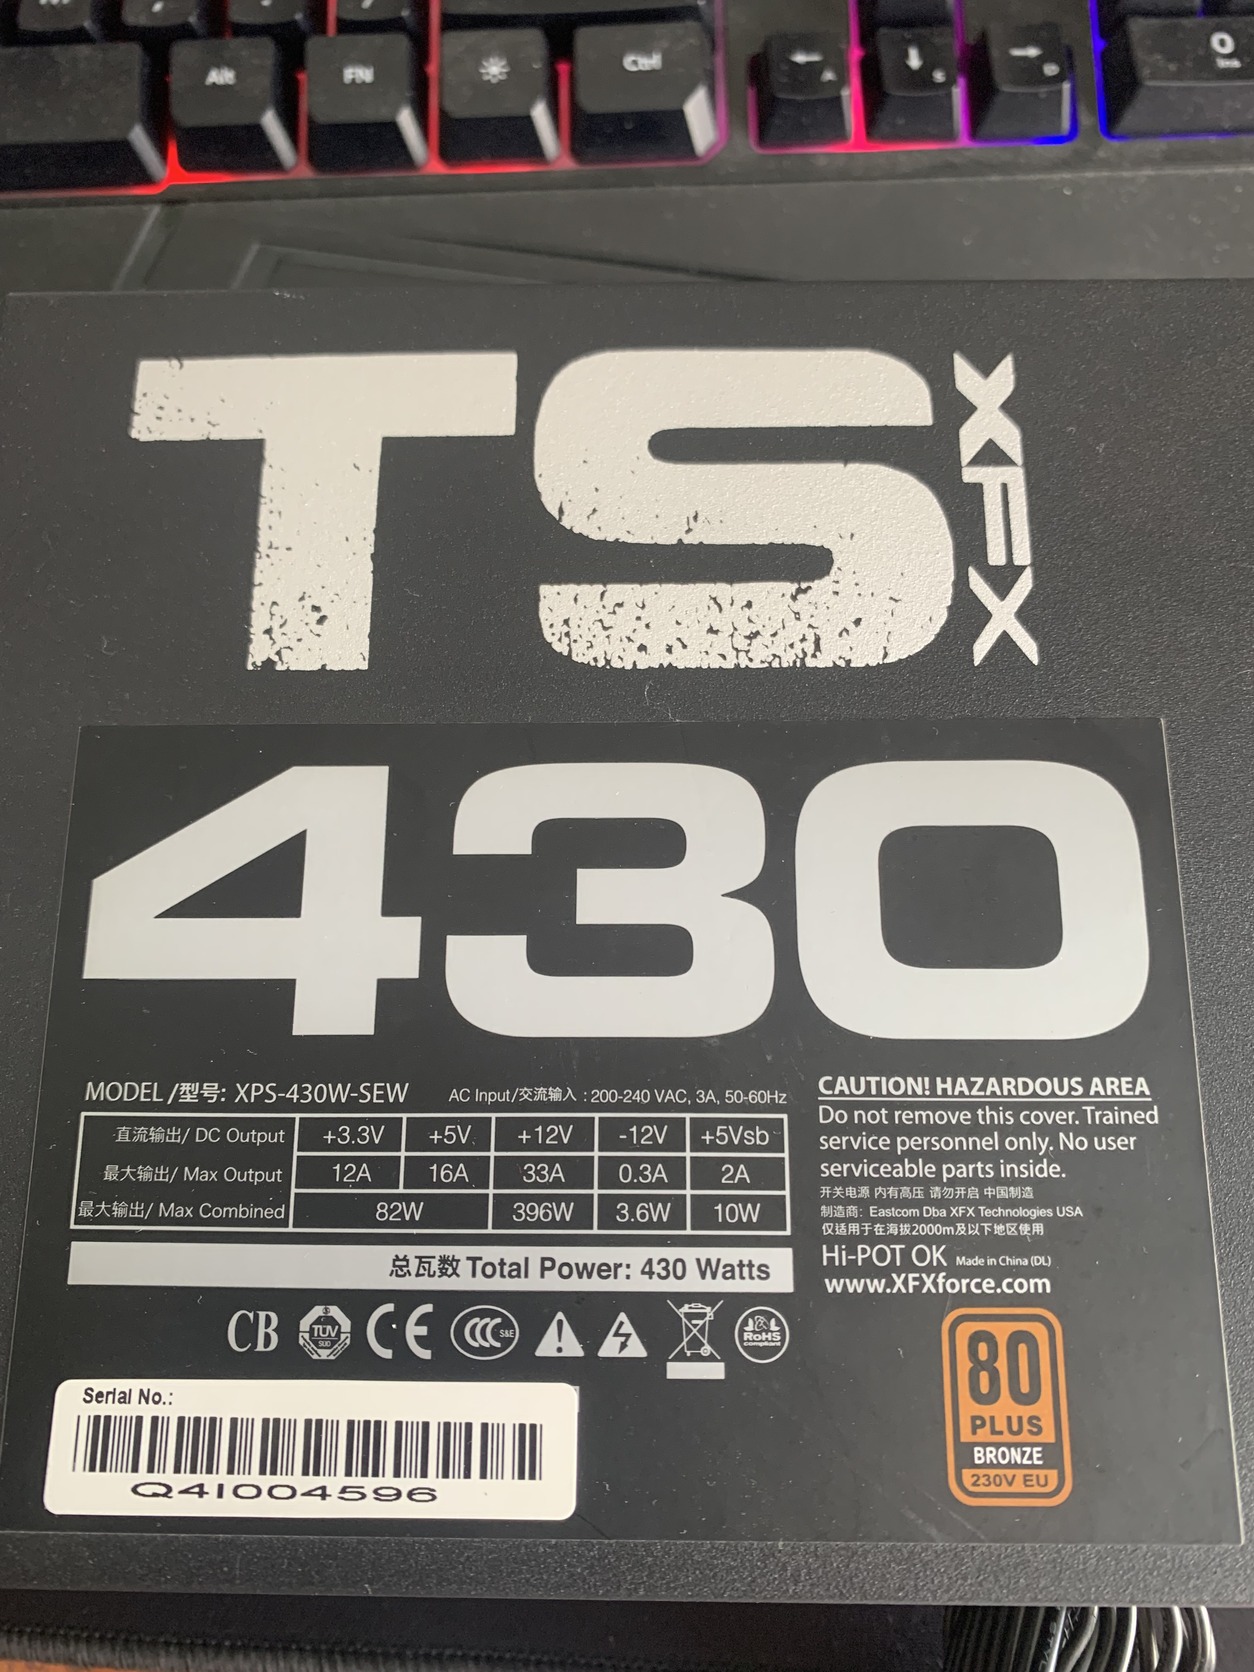 Alt FN Ctrl ← A ↓ S → D 0 Ins
TS XFX
430
MODEL /型号: XPS-430W-SEW AC Input/交流输入 : 200-240 VAC, 3A, 50-60Hz
直流输出/ DC Output +3.3V +5V +12V -12V +5Vsb
最大输出/ Max Output 12A 16A 33A 0.3A 2A
最大输出/ Max Combined 82W 396W 3.6W 10W
总瓦数 Total Power: 430 Watts
CAUTION! HAZARDOUS AREA
Do not remove this cover. Trained
service personnel only. No user
serviceable parts inside.
开关电源 内有高压 请勿开启 中国制造
制造商: Eastcom Dba XFX Technologies USA
仅适用于在海拔2000m及以下地区使用
Hi-POT OK Made in China (DL)
www.XFXforce.com
CB TÜV SÜD CE CCC S&E RoHS compliant
Serial No.:
Q4I004596
80
PLUS
BRONZE
230V EU